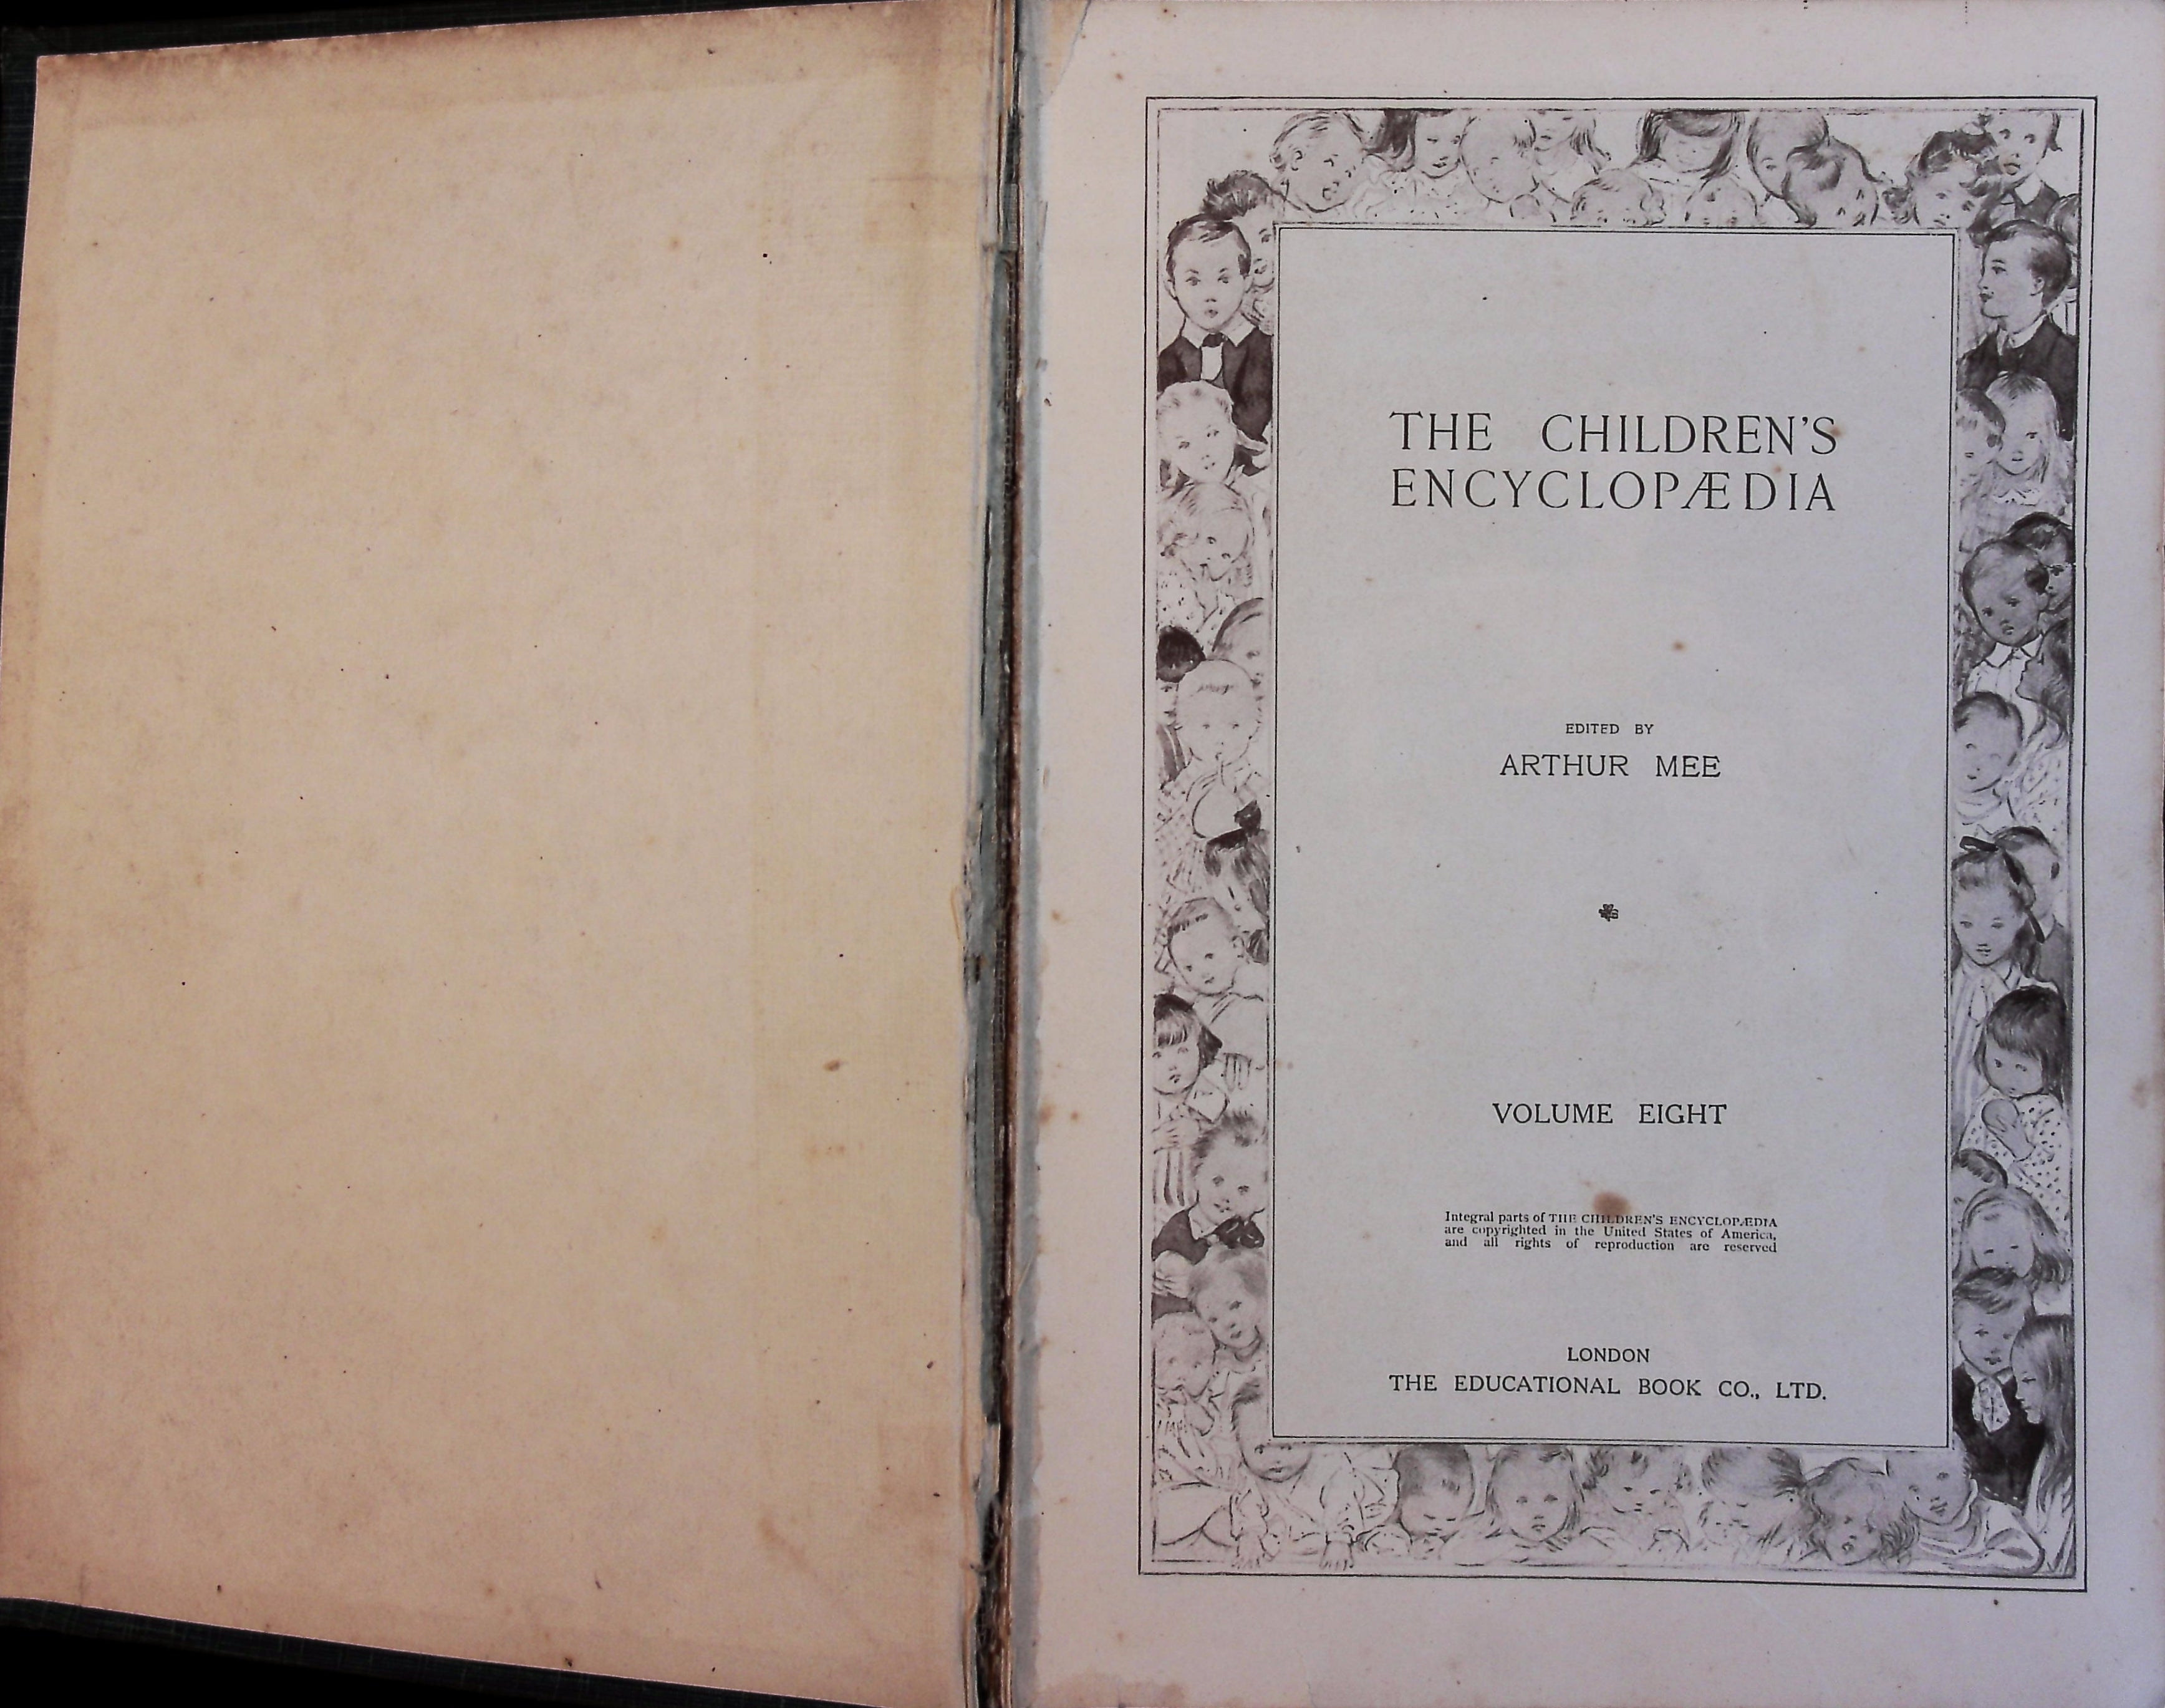 THE CHILDREN'S
ENCYCLOPÆDIA
EDITED BY
ARTHUR MEE
VOLUME EIGHT
Integral parts of THE CHILDREN'S ENCYCLOPÆDIA
are copyrighted in the United States of America,
and all rights of reproduction are reserved
LONDON
THE EDUCATIONAL BOOK CO., LTD.